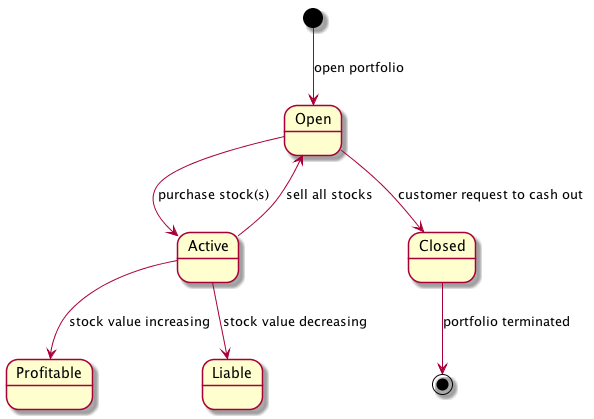 open portfolio
Open
purchase stock(s)
sell all stocks
customer request to cash out
Active
Closed
stock value increasing
stock value decreasing
portfolio terminated
Profitable
Liable